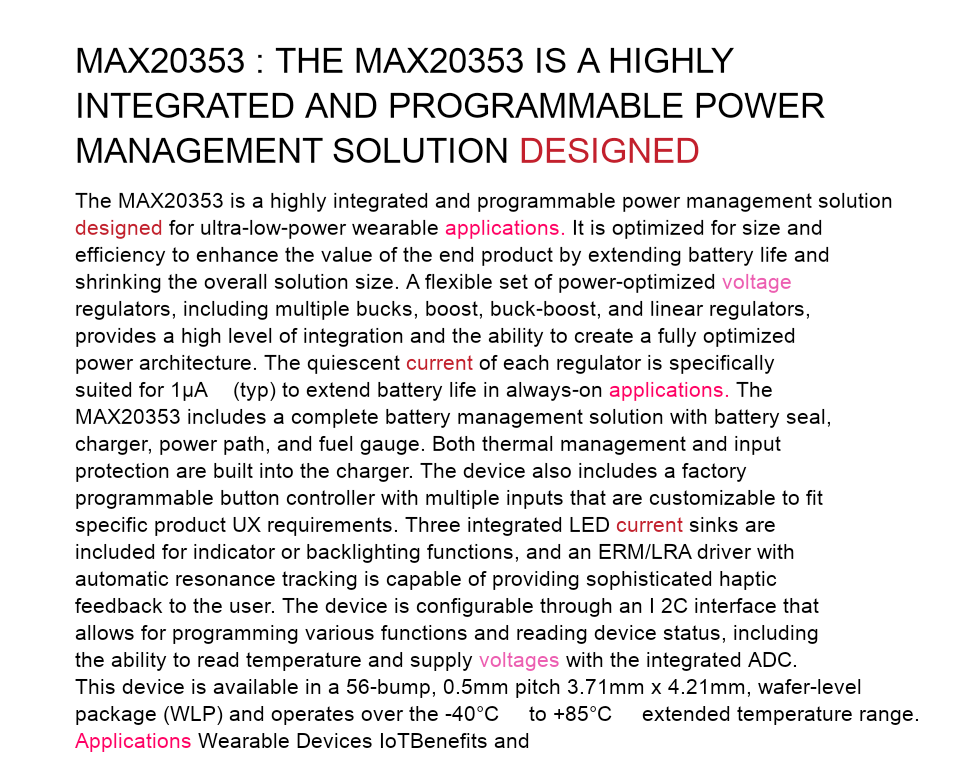 MAX20353 : THE MAX20353 IS A HIGHLY
INTEGRATED AND PROGRAMMABLE POWER
MANAGEMENT SOLUTION DESIGNED
The MAX20353 is a highly integrated and programmable power management solution
designed for ultra-low-power wearable applications. It is optimized for size and
efficiency to enhance the value of the end product by extending battery life and
shrinking the overall solution size. A flexible set of power-optimized voltage
regulators, including multiple bucks, boost, buck-boost, and linear regulators,
provides a high level of integration and the ability to create a fully optimized
power architecture. The quiescent current of each regulator is specifically
suited for 1μA (typ) to extend battery life in always-on applications. The
MAX20353 includes a complete battery management solution with battery seal,
charger, power path, and fuel gauge. Both thermal management and input
protection are built into the charger. The device also includes a factory
programmable button controller with multiple inputs that are customizable to fit
specific product UX requirements. Three integrated LED current sinks are
included for indicator or backlighting functions, and an ERM/LRA driver with
automatic resonance tracking is capable of providing sophisticated haptic
feedback to the user. The device is configurable through an I 2C interface that
allows for programming various functions and reading device status, including
the ability to read temperature and supply voltages with the integrated ADC.
This device is available in a 56-bump, 0.5mm pitch 3.71mm x 4.21mm, wafer-level
package (WLP) and operates over the -40°C to +85°C extended temperature range.
Applications Wearable Devices IoTBenefits and